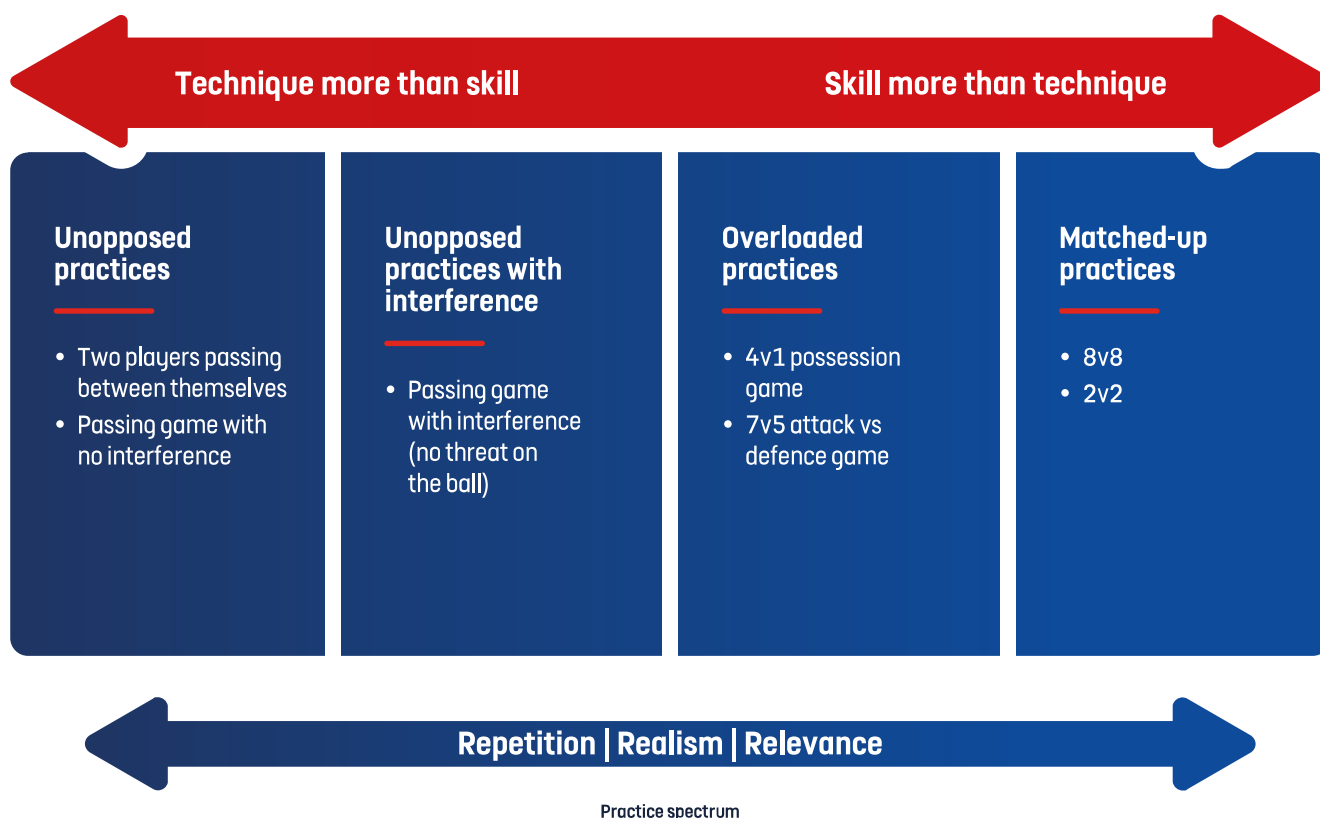 Technique more than skill
Skill more than technique
Unopposed
practices
• Two players passing
between themselves
• Passing game with
no interference
Unopposed
practices with
interference
• Passing game
with interference
(no threat on
the ball)
Overloaded
practices
• 4v1 possession
game
• 7v5 attack vs
defence game
Matched-up
practices
• 8v8
• 2v2
Repetition | Realism | Relevance
Practice spectrum